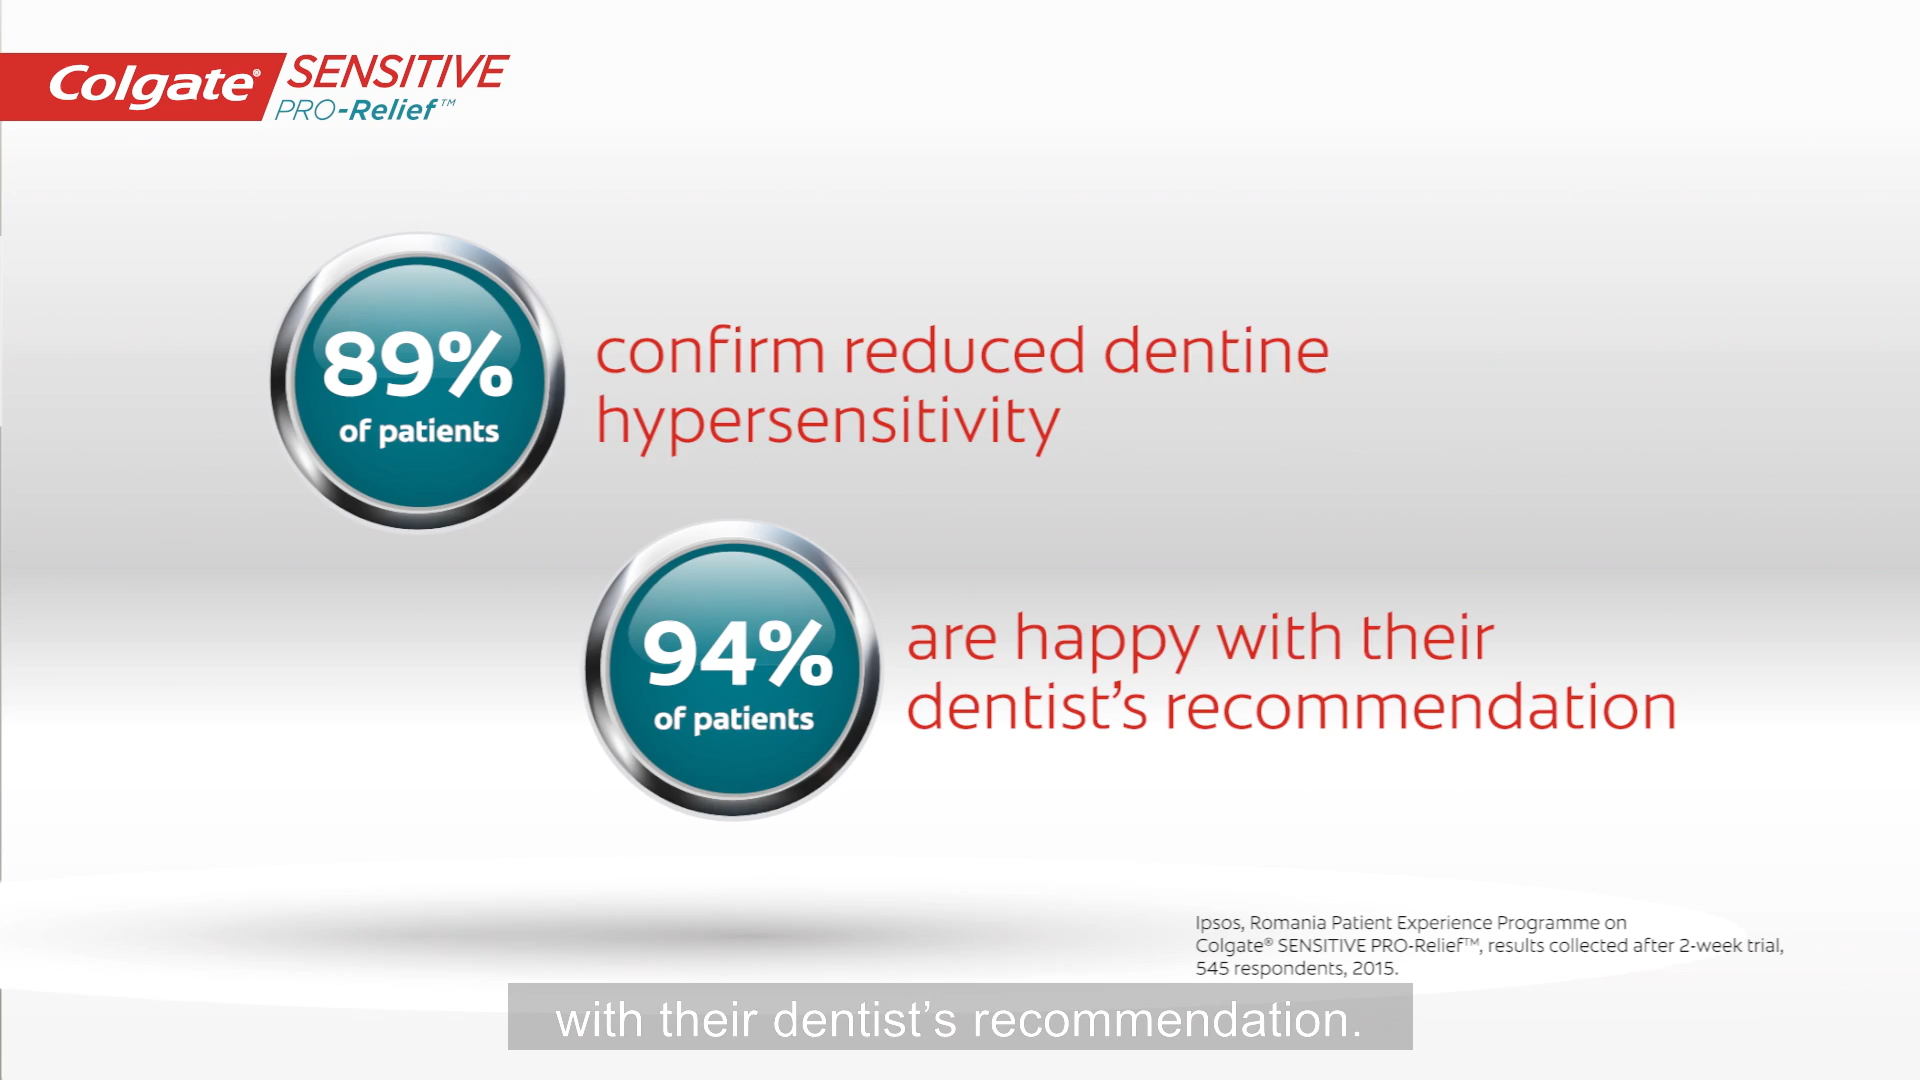 Colgate® SENSITIVE
PRO-Relief™
89%
of patients
confirm reduced dentine
hypersensitivity
94%
of patients
are happy with their
dentist’s recommendation
Ipsos, Romania Patient Experience Programme on
Colgate® SENSITIVE PRO-Relief™, results collected after 2-week trial,
545 respondents, 2015.
with their dentist’s recommendation.